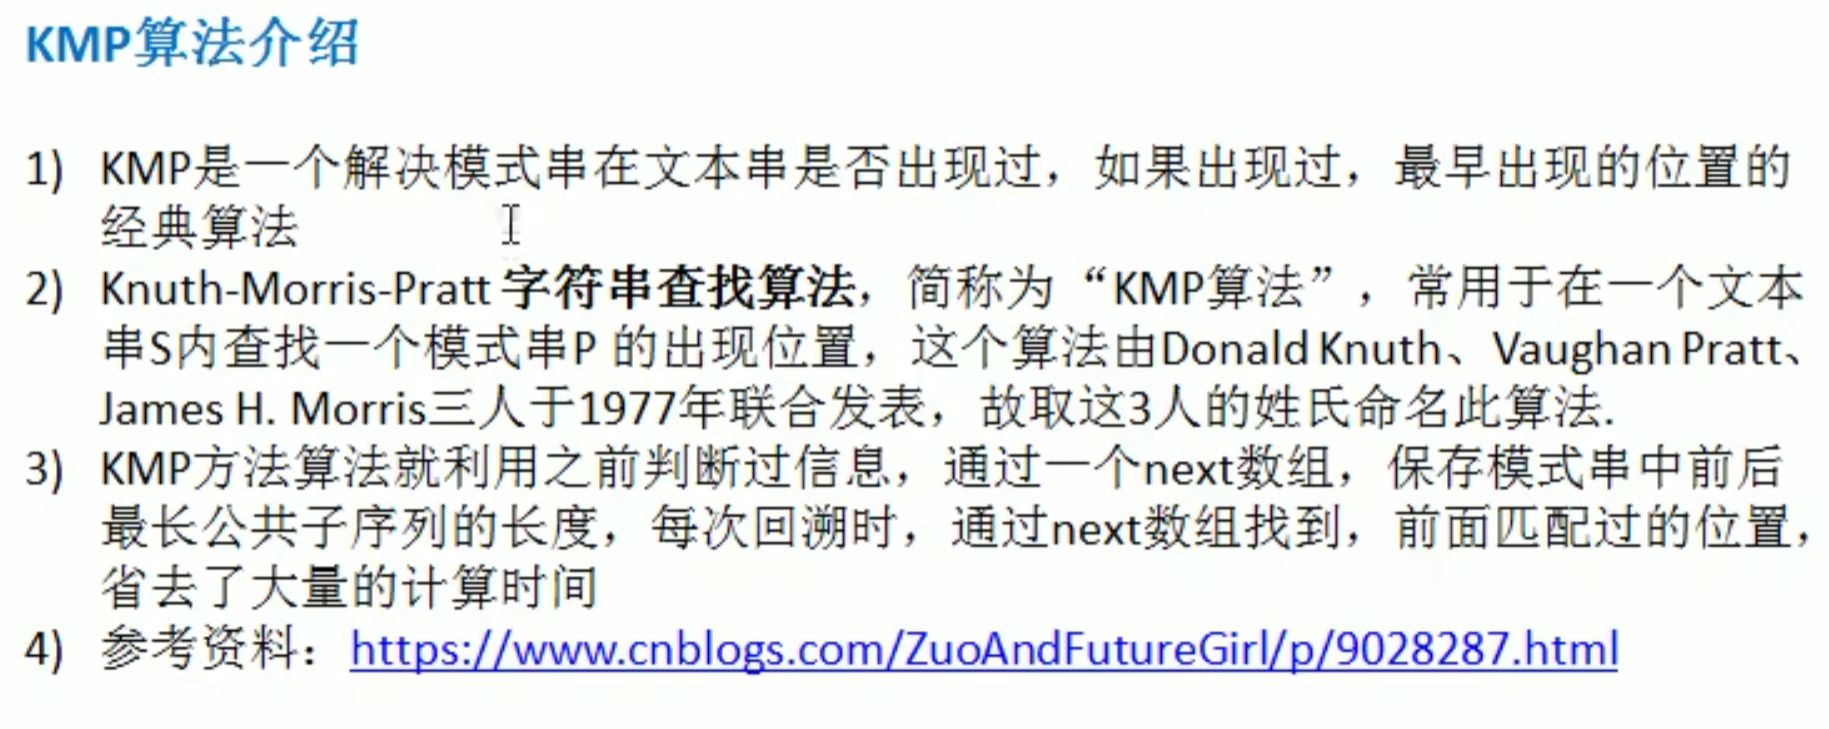 KMP算法介绍
1) KMP是一个解决模式串在文本串是否出现过，如果出现过，最早出现的位置的
经典算法
2) Knuth-Morris-Pratt 字符串查找算法，简称为“KMP算法”，常用于在一个文本
串S内查找一个模式串P 的出现位置，这个算法由Donald Knuth、Vaughan Pratt、
James H. Morris三人于1977年联合发表，故取这3人的姓氏命名此算法.
3) KMP方法算法就利用之前判断过信息，通过一个next数组，保存模式串中前后
最长公共子序列的长度，每次回溯时，通过next数组找到，前面匹配过的位置，
省去了大量的计算时间
4) 参考资料：https://www.cnblogs.com/ZuoAndFutureGirl/p/9028287.html